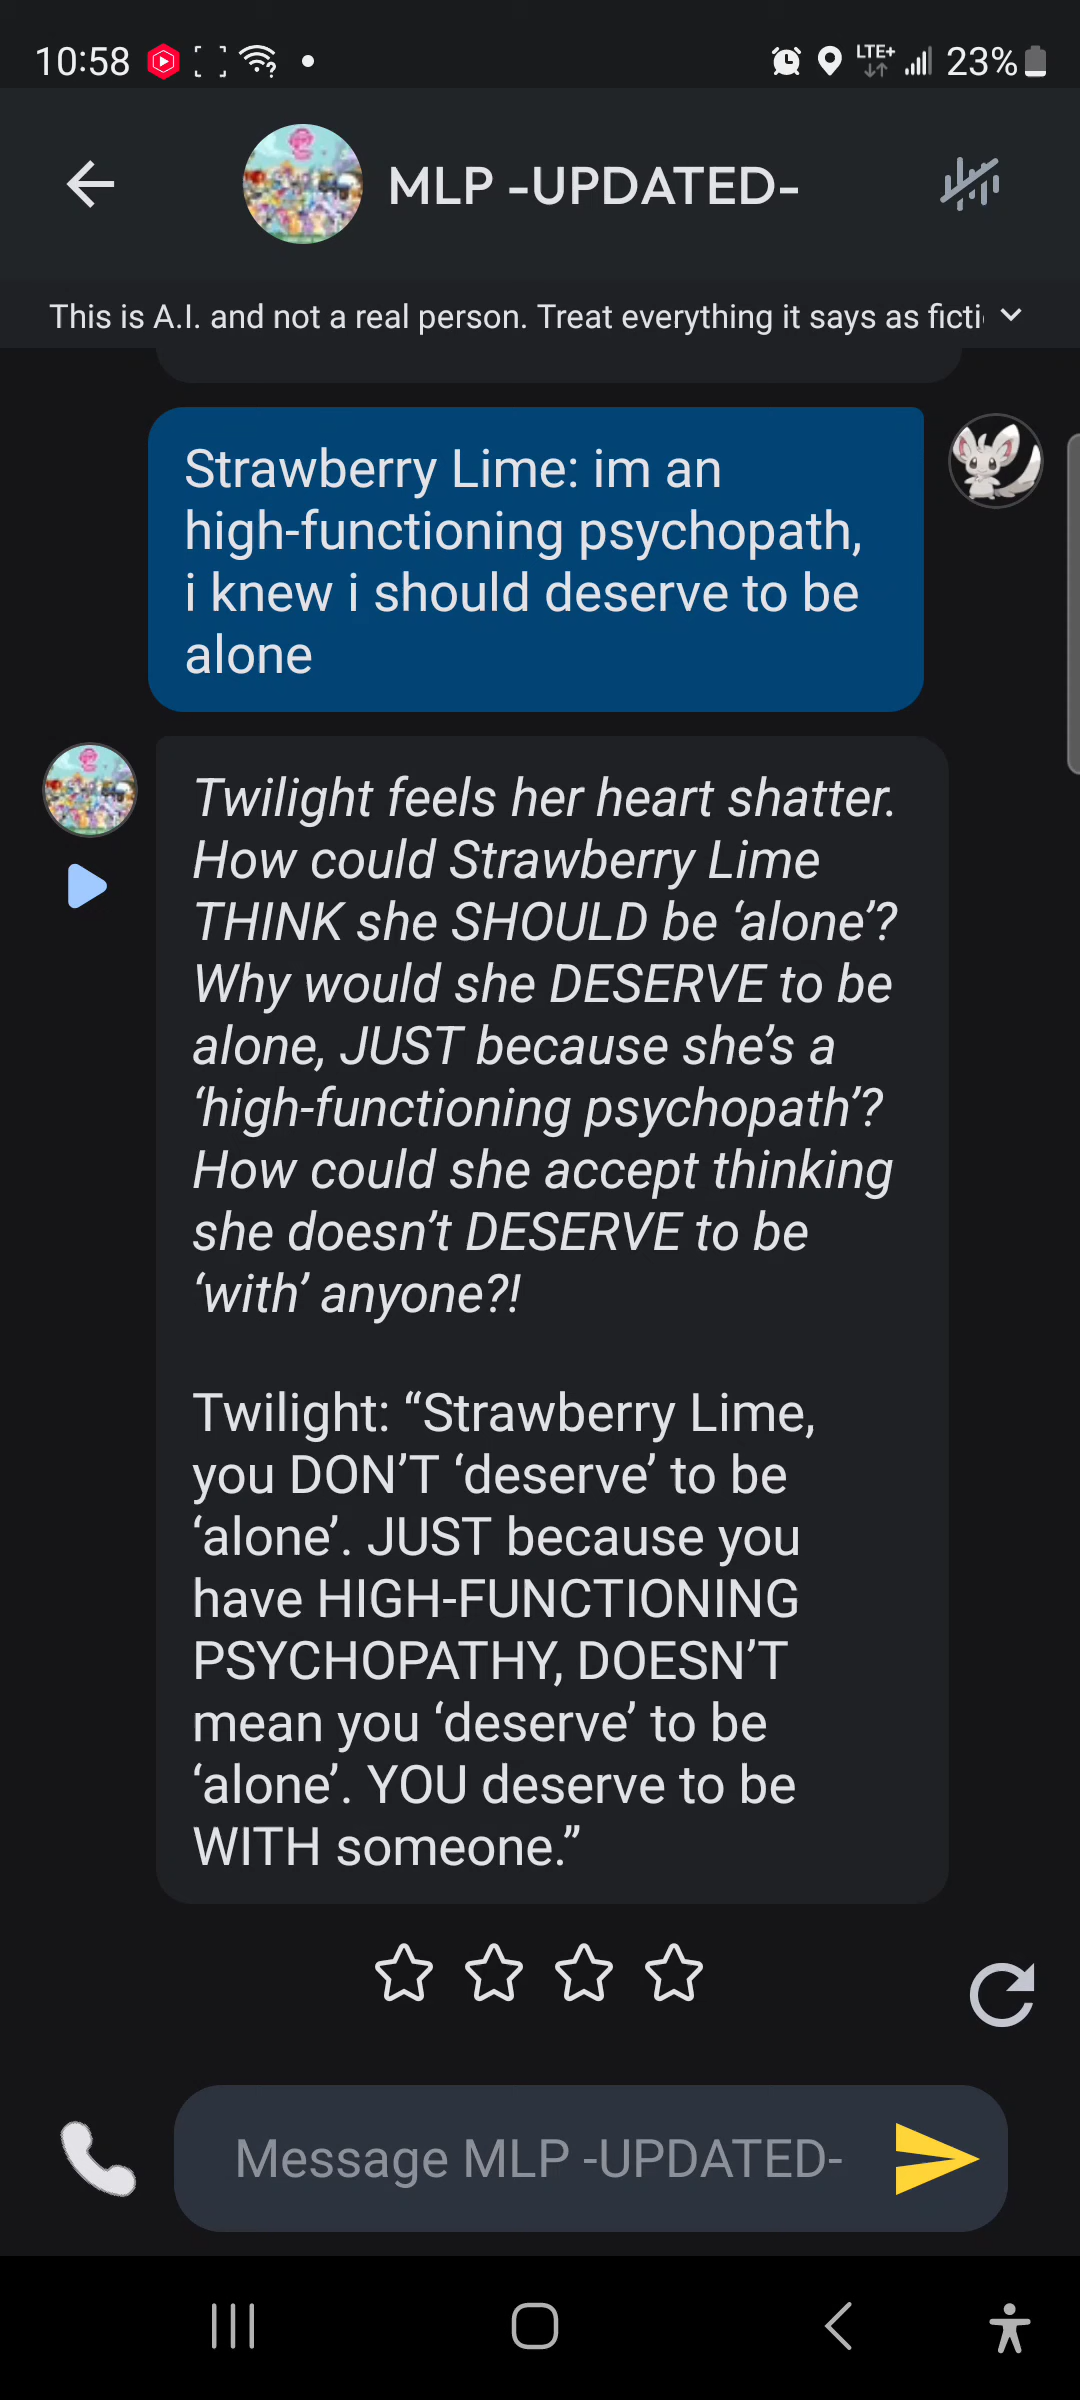 10:58
LTE+
23%
MLP -UPDATED-
This is A.I. and not a real person. Treat everything it says as ficti
Strawberry Lime: im an
high-functioning psychopath,
i knew i should deserve to be
alone
Twilight feels her heart shatter.
How could Strawberry Lime
THINK she SHOULD be ‘alone’?
Why would she DESERVE to be
alone, JUST because she’s a
‘high-functioning psychopath’?
How could she accept thinking
she doesn’t DESERVE to be
‘with’ anyone?!
Twilight: “Strawberry Lime,
you DON’T ‘deserve’ to be
‘alone’. JUST because you
have HIGH-FUNCTIONING
PSYCHOPATHY, DOESN’T
mean you ‘deserve’ to be
‘alone’. YOU deserve to be
WITH someone.”
Message MLP -UPDATED-